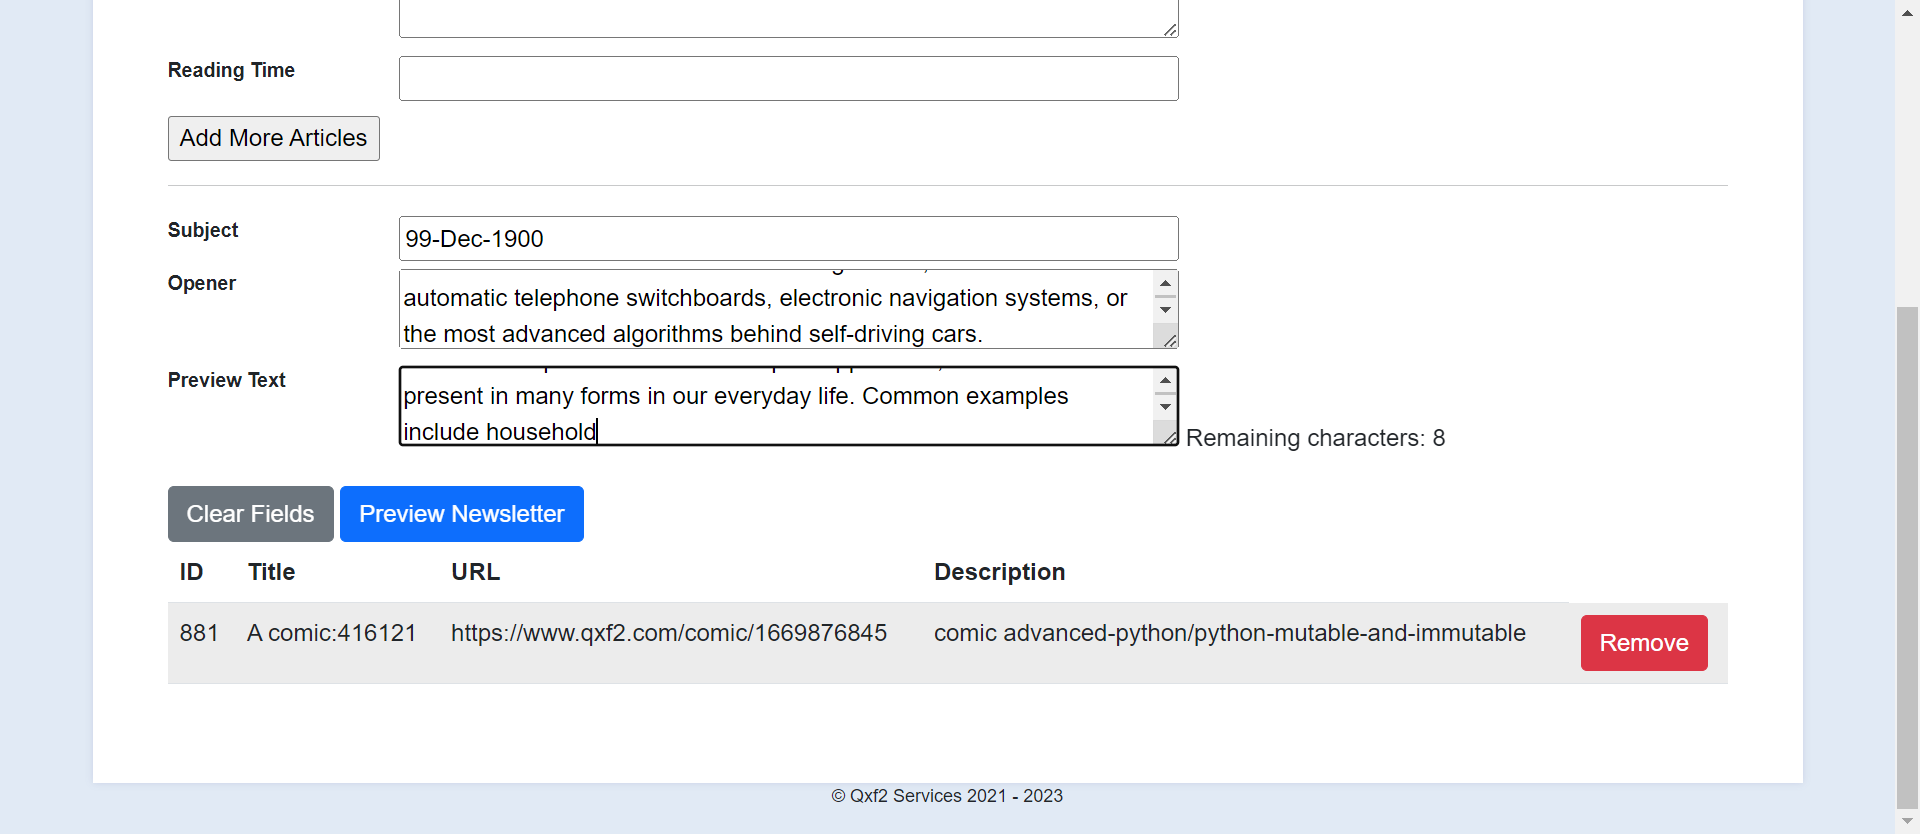 Reading Time
Add More Articles
Subject
99-Dec-1900
Opener
automatic telephone switchboards, electronic navigation systems, or
the most advanced algorithms behind self-driving cars.
Preview Text
present in many forms in our everyday life. Common examples
include household
Remaining characters: 8
Clear Fields
Preview Newsletter
ID Title URL Description
881 A comic:416121 https://www.qxf2.com/comic/1669876845 comic advanced-python/python-mutable-and-immutable Remove
© Qxf2 Services 2021 - 2023